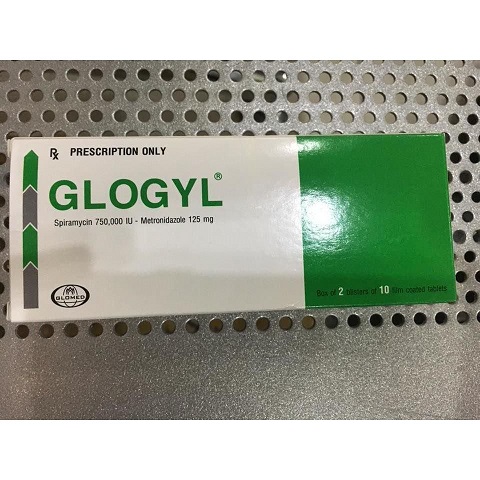 Rx PRESCRIPTION ONLY
GLOGYL®
Spiramycin 750,000 IU - Metronidazole 125 mg
GLOMED
Box of 2 blisters of 10 film coated tablets